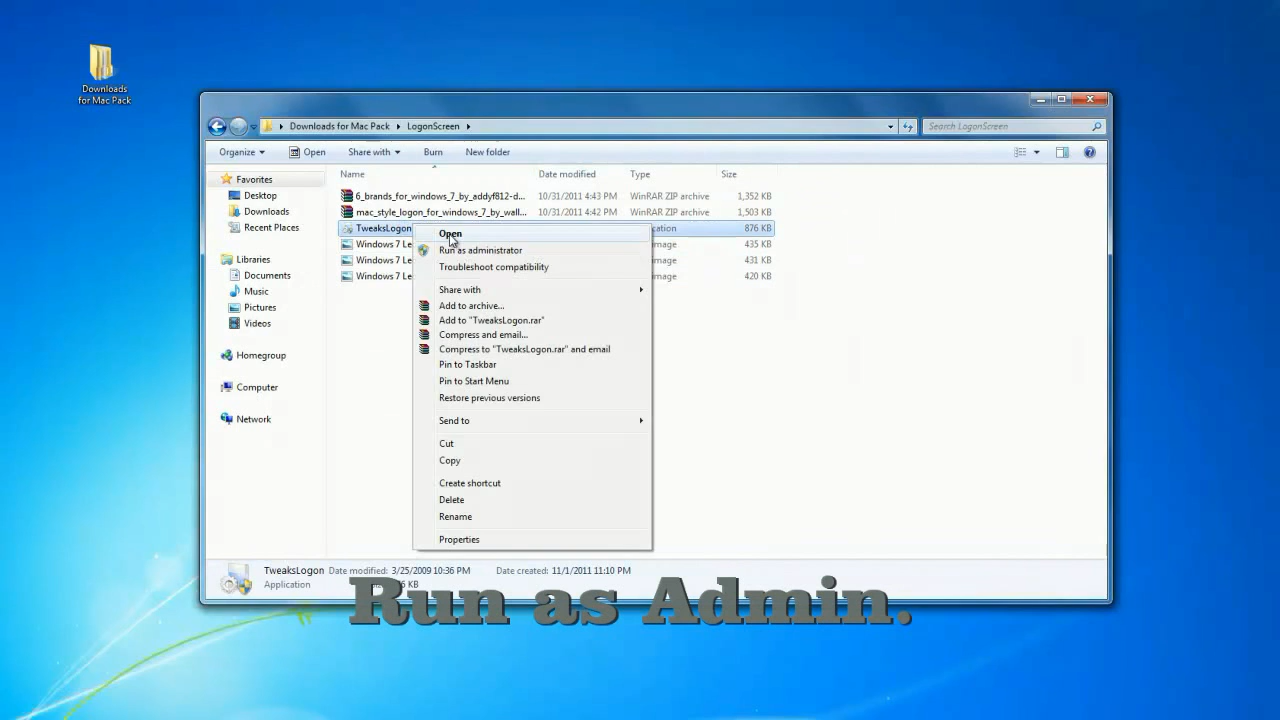 Downloads
for Mac Pack
Downloads for Mac Pack LogonScreen
Search LogonScreen
Organize Open Share with Burn New folder
Name Date modified Type Size
Favorites
Desktop
Downloads
Recent Places
Libraries
Documents
Music
Pictures
Videos
Homegroup
Computer
Network
6_brands_for_windows_7_by_addyf812-d... 10/31/2011 4:43 PM WinRAR ZIP archive 1,352 KB
mac_style_logon_for_windows_7_by_wall... 10/31/2011 4:42 PM WinRAR ZIP archive 1,503 KB
TweaksLogon cation 876 KB
Windows 7 Le image 435 KB
Windows 7 Le image 431 KB
Windows 7 Le image 420 KB
Open
Run as administrator
Troubleshoot compatibility
Share with
Add to archive...
Add to "TweaksLogon.rar"
Compress and email...
Compress to "TweaksLogon.rar" and email
Pin to Taskbar
Pin to Start Menu
Restore previous versions
Send to
Cut
Copy
Create shortcut
Delete
Rename
Properties
TweaksLogon Date modified: 3/25/2009 10:36 PM Date created: 11/1/2011 11:10 PM
Application KB
Run as Admin.